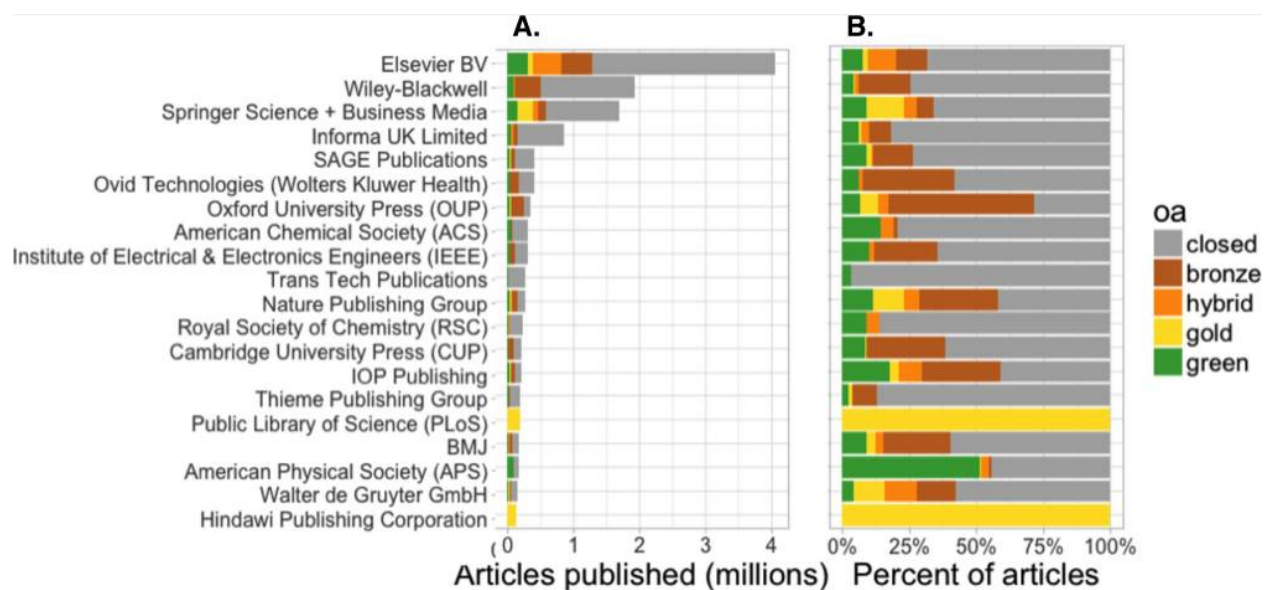 A.
B.
Elsevier BV
Wiley-Blackwell
Springer Science + Business Media
Informa UK Limited
SAGE Publications
Ovid Technologies (Wolters Kluwer Health)
Oxford University Press (OUP)
American Chemical Society (ACS)
Institute of Electrical & Electronics Engineers (IEEE)
Trans Tech Publications
Nature Publishing Group
Royal Society of Chemistry (RSC)
Cambridge University Press (CUP)
IOP Publishing
Thieme Publishing Group
Public Library of Science (PLoS)
BMJ
American Physical Society (APS)
Walter de Gruyter GmbH
Hindawi Publishing Corporation
0 1 2 3 4
Articles published (millions)
0% 25% 50% 75% 100%
Percent of articles
oa
closed
bronze
hybrid
gold
green